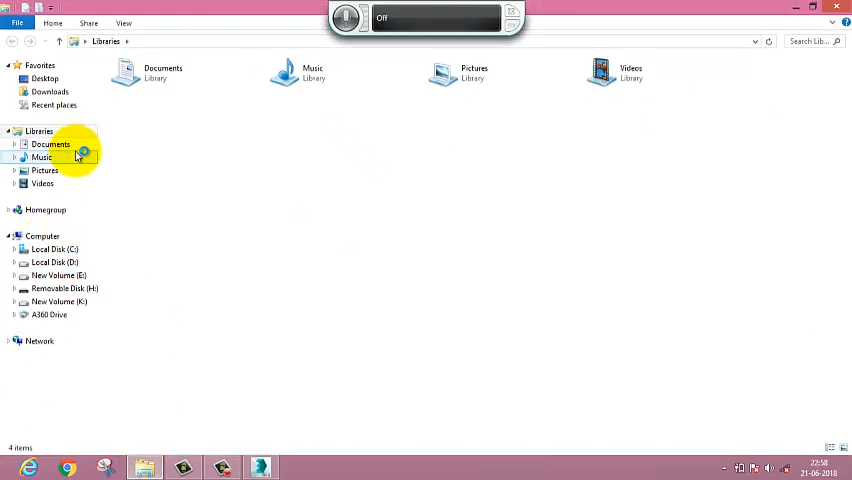 Off
File Home Share View
Libraries Search Lib...
Favorites
Desktop
Downloads
Recent places
Libraries
Documents
Music
Pictures
Videos
Homegroup
Computer
Local Disk (C:)
Local Disk (D:)
New Volume (E:)
Removable Disk (H:)
New Volume (K:)
A360 Drive
Network
Documents
Library
Music
Library
Pictures
Library
Videos
Library
4 items
22:58
21-06-2018